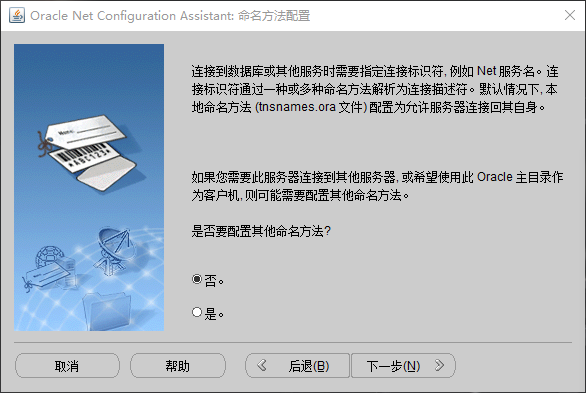 Oracle Net Configuration Assistant: 命名方法配置
连接到数据库或其他服务时需要指定连接标识符, 例如 Net 服务名。连
接标识符通过一种或多种命名方法解析为连接描述符。默认情况下, 本
地命名方法 (tnsnames.ora 文件) 配置为允许服务器连接回其自身。
如果您需要此服务器连接到其他服务器, 或希望使用此 Oracle 主目录作
为客户机, 则可能需要配置其他命名方法。
是否要配置其他命名方法?
否。
是。
取消
帮助
后退(B)
下一步(N)